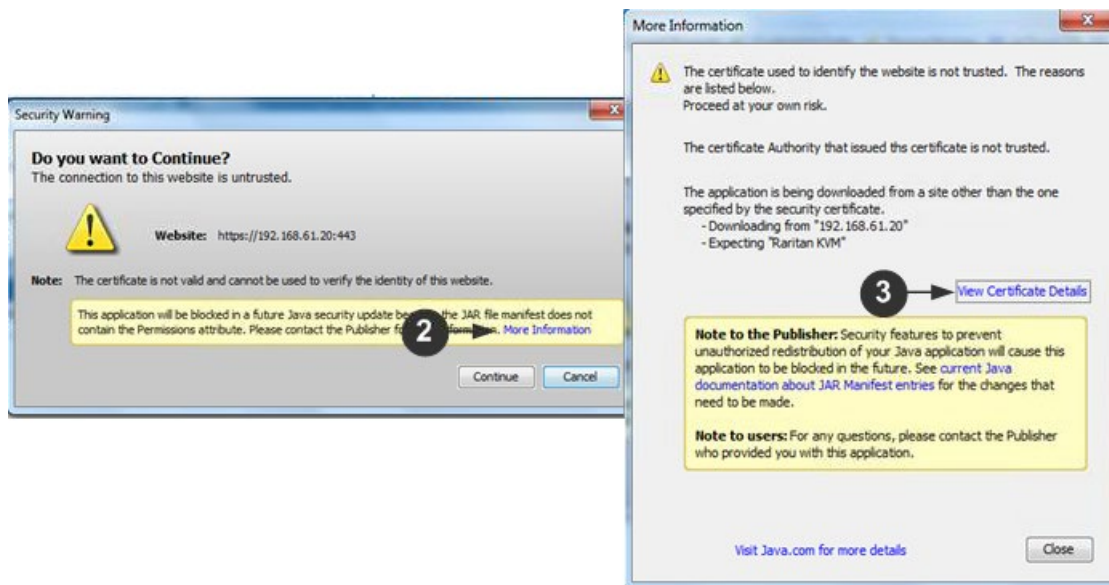 Security Warning
Do you want to Continue?
The connection to this website is untrusted.
Website: https://192.168.61.20:443
Note: The certificate is not valid and cannot be used to verify the identity of this website.
This application will be blocked in a future Java security update the JAR file manifest does not
contain the Permissions attribute. Please contact the Publisher More Information
2
Continue Cancel
More Information
The certificate used to identify the website is not trusted. The reasons
are listed below.
Proceed at your own risk.
The certificate Authority that issued ths certificate is not trusted.
The application is being downloaded from a site other than the one
specified by the security certificate.
- Downloading from "192.168.61.20"
- Expecting "Raritan KVM"
3
View Certificate Details
Note to the Publisher: Security features to prevent
unauthorized redistribution of your Java application will cause this
application to be blocked in the future. See current Java
documentation about JAR Manifest entries for the changes that
need to be made.
Note to users: For any questions, please contact the Publisher
who provided you with this application.
Visit Java.com for more details
Close